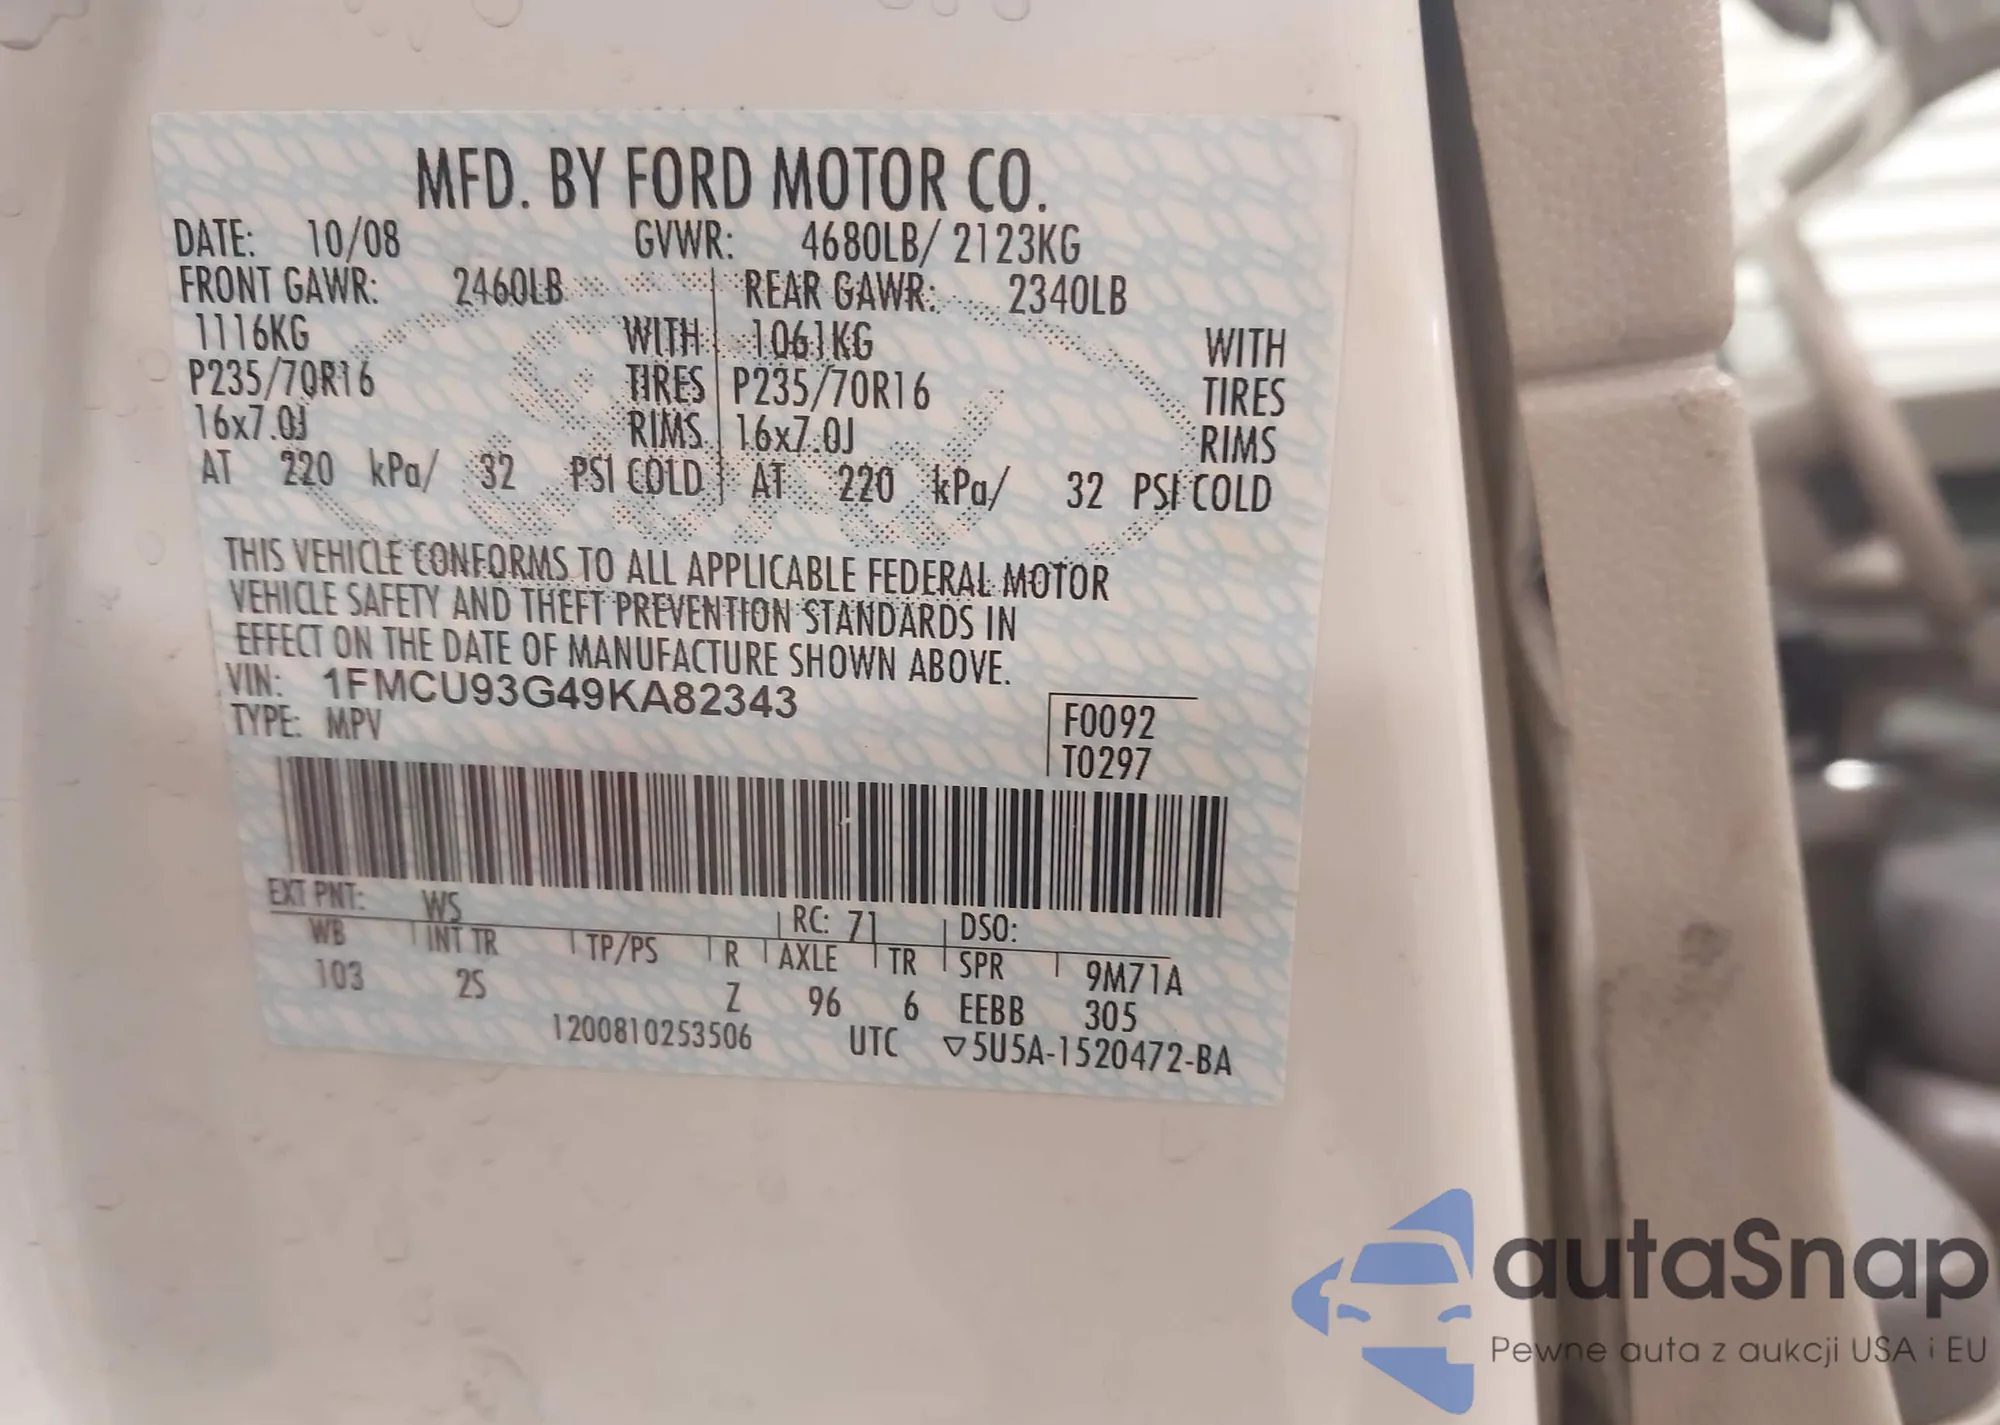 MFD. BY FORD MOTOR CO.
DATE: 10/08 GVWR: 4680LB/ 2123KG
FRONT GAWR: 2460LB REAR GAWR: 2340LB
1116KG WITH 1061KG WITH
P235/70R16 TIRES P235/70R16 TIRES
16x7.0J RIMS 16x7.0J RIMS
AT 220 kPa/ 32 PSI COLD AT 220 kPa/ 32 PSI COLD
THIS VEHICLE CONFORMS TO ALL APPLICABLE FEDERAL MOTOR
VEHICLE SAFETY AND THEFT PREVENTION STANDARDS IN
EFFECT ON THE DATE OF MANUFACTURE SHOWN ABOVE.
VIN: 1FMCU93G49KA82343
TYPE: MPV
F0092
T0297
EXT PNT: WS RC: 71 DSO:
WB INT TR TP/PS R AXLE TR SPR 9M71A
103 2S Z 96 6 EEBB 305
1200810253506 UTC ▽5U5A-1520472-BA
autaSnap
Pewne auta z aukcji USA i EU